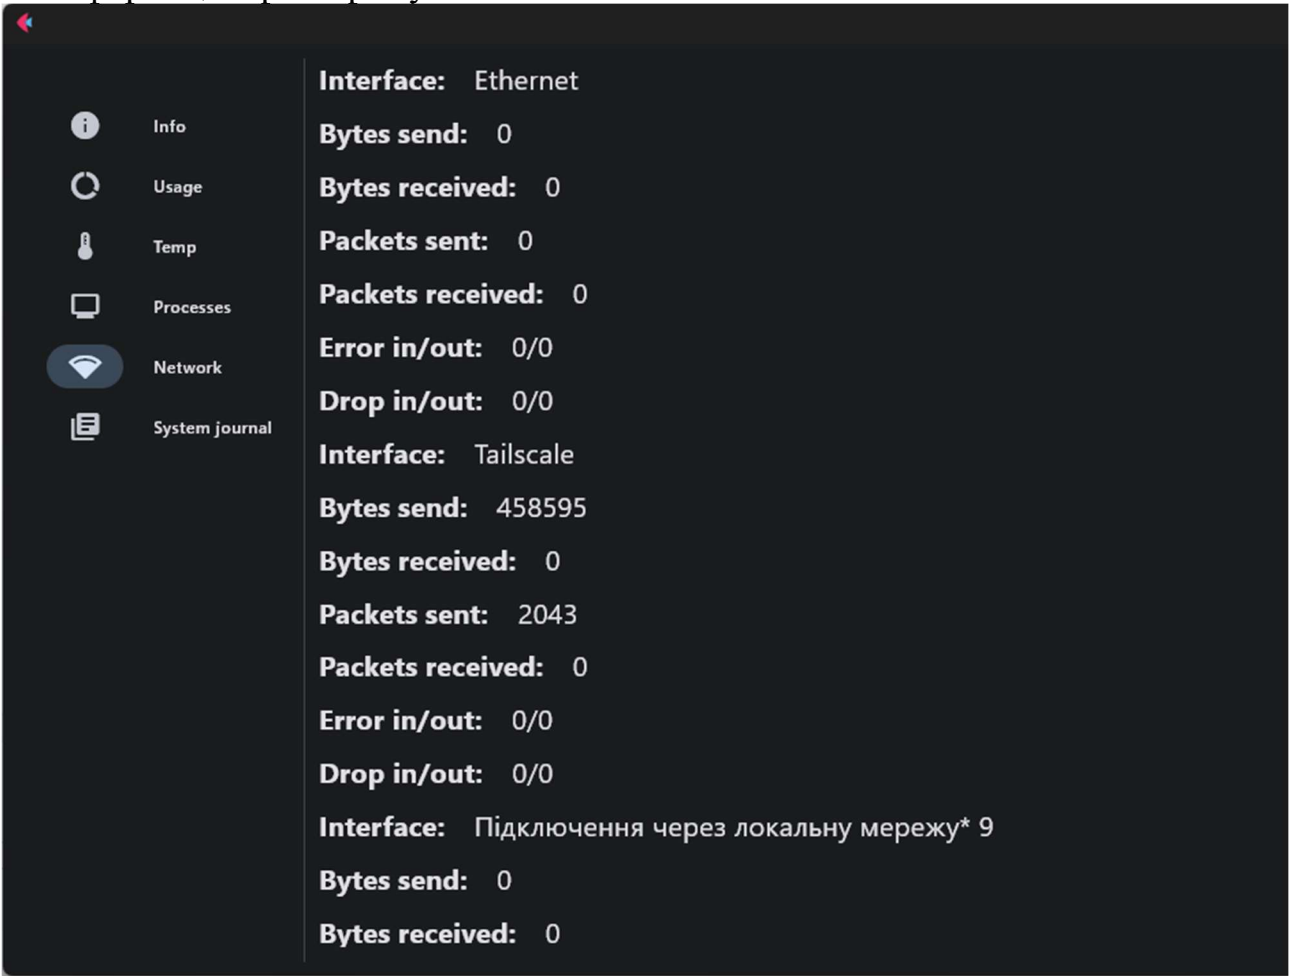 Interface: Ethernet
Info
Bytes send: 0
Usage
Bytes received: 0
Packets sent: 0
Temp
Packets received: 0
Processes
Error in/out: 0/0
Network
Drop in/out: 0/0
System journal
Interface: Tailscale
Bytes send: 458595
Bytes received: 0
Packets sent: 2043
Packets received: 0
Error in/out: 0/0
Drop in/out: 0/0
Interface: Підключення через локальну мережу* 9
Bytes send: 0
Bytes received: 0